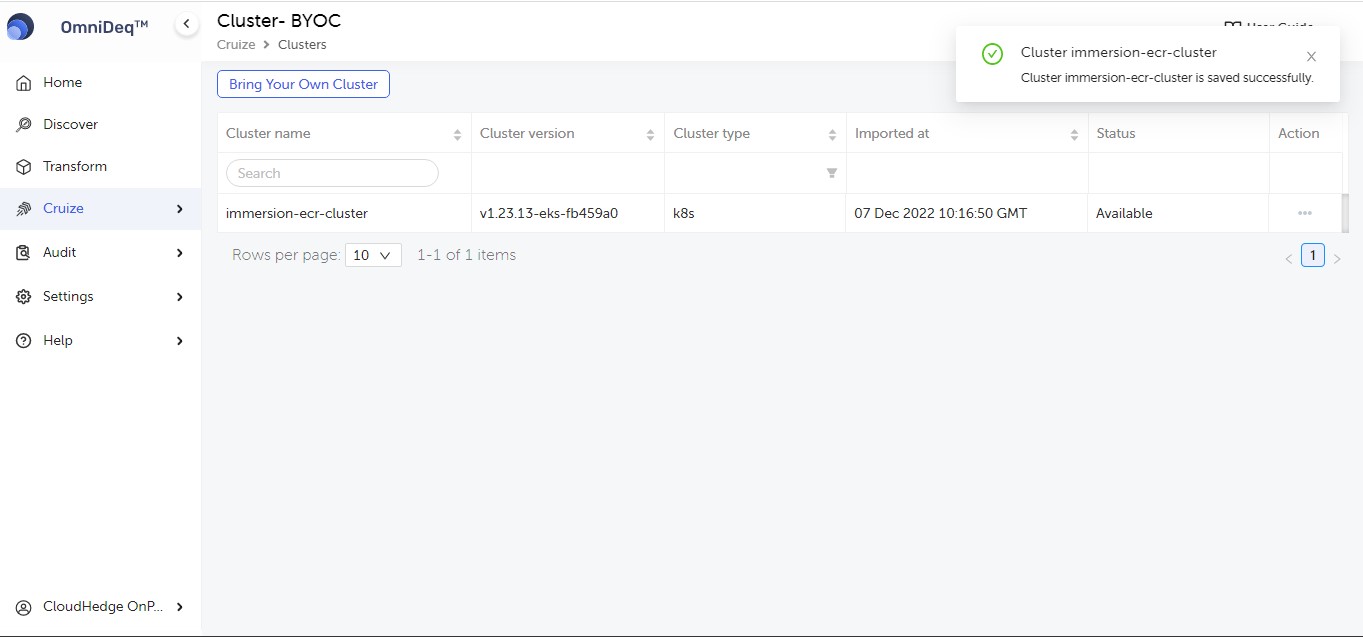 OmniDeq™
Cluster- BYOC
Cruize > Clusters
User Guide
Cluster immersion-ecr-cluster
Cluster immersion-ecr-cluster is saved successfully.
Home
Discover
Transform
Cruize
Audit
Settings
Help
CloudHedge OnP...
Bring Your Own Cluster
Cluster name Cluster version Cluster type Imported at Status Action
Search
immersion-ecr-cluster v1.23.13-eks-fb459a0 k8s 07 Dec 2022 10:16:50 GMT Available
Rows per page: 10 1-1 of 1 items < 1 >